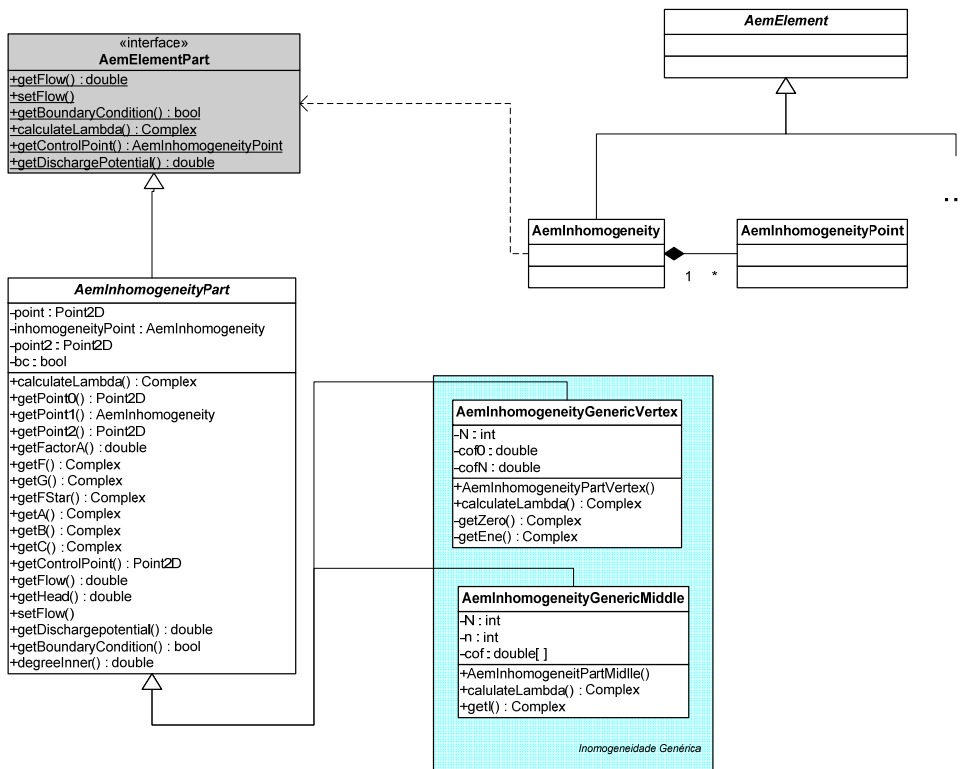 AemElement
«interface»
AemElementPart
+getFlow() : double
+setFlow()
+getBoundaryCondition() : bool
+calculateLambda() : Complex
+getControlPoint() : AemInhomogeneityPoint
+getDischargePotential() : double
..
AemInhomogeneity
AemInhomogeneityPoint
1 *
AemInhomogeneityPart
-point : Point2D
-inhomogeneityPoint : AemInhomogeneity
-point2 : Point2D
-bc : bool
+calculateLambda() : Complex
+getPoint0() : Point2D
+getPoint1() : AemInhomogeneity
+getPoint2() : Point2D
+getFactorA() : double
+getF() : Complex
+getG() : Complex
+getFStar() : Complex
+getA() : Complex
+getB() : Complex
+getC() : Complex
+getControlPoint() : Point2D
+getFlow() : double
+getHead() : double
+setFlow()
+getDischargepotential() : double
+getBoundaryCondition() : bool
+degreeInner() : double
AemInhomogeneityGenericVertex
-N : int
-cof0 : double
-cofN : double
+AemInhomogeneityPartVertex()
+calculateLambda() : Complex
-getZero() : Complex
-getEne() : Complex
AemInhomogeneityGenericMiddle
-N : int
-n : int
-cof : double[ ]
+AemInhomogeneitPartMidlle()
+calulateLambda() : Complex
+getI() : Complex
Inomogeneidade Genérica